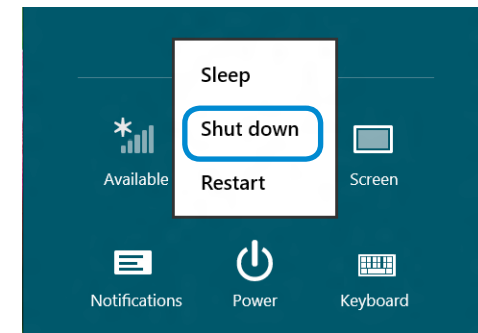 Sleep
Shut down
Restart
Available
Screen
Notifications
Power
Keyboard